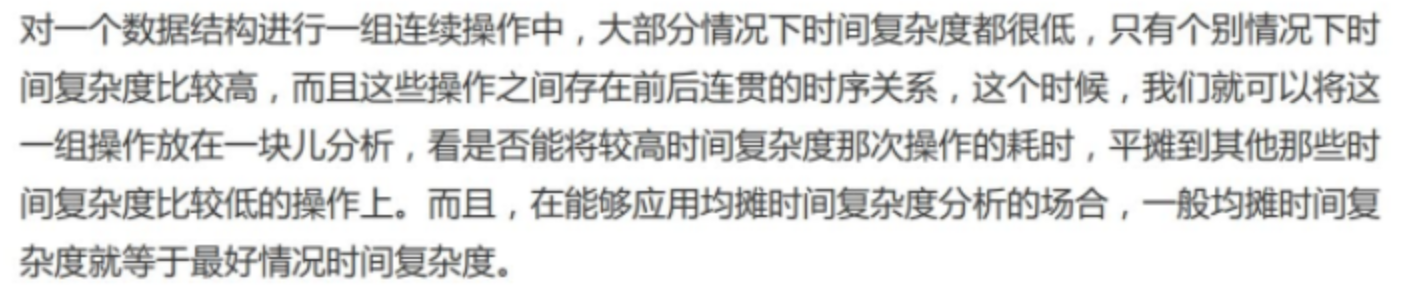 对一个数据结构进行一组连续操作中，大部分情况下时间复杂度都很低，只有个别情况下时
间复杂度比较高，而且这些操作之间存在前后连贯的时序关系，这个时候，我们就可以将这
一组操作放在一块儿分析，看是否能将较高时间复杂度那次操作的耗时，平摊到其他那些时
间复杂度比较低的操作上。而且，在能够应用均摊时间复杂度分析的场合，一般均摊时间复
杂度就等于最好情况时间复杂度。